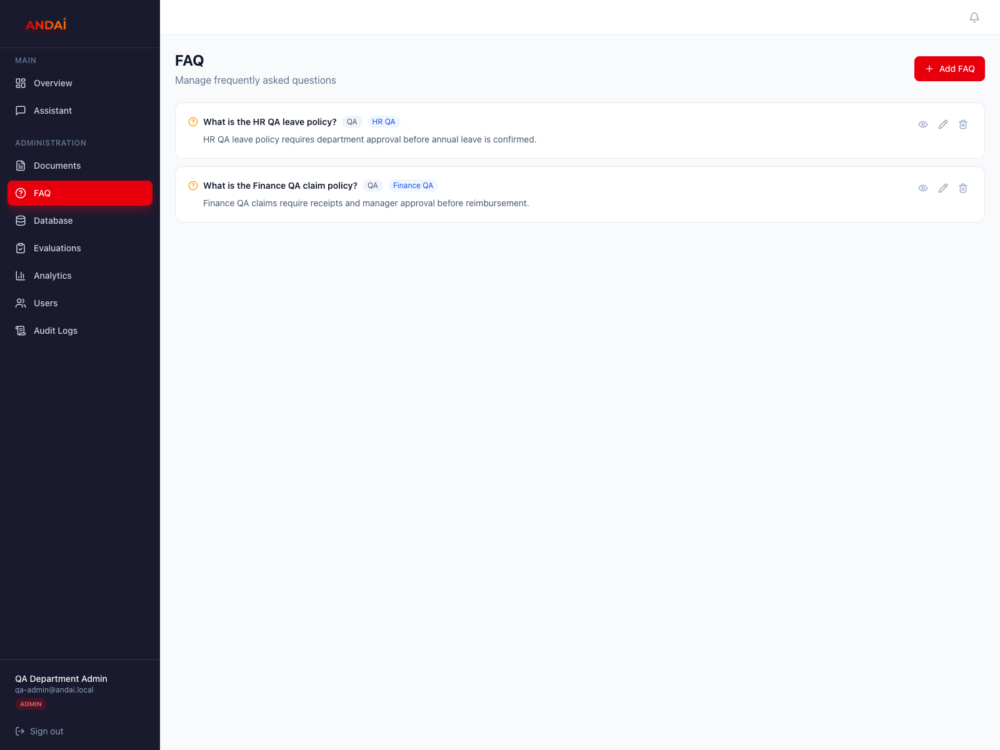 ANDAi
MAIN
Overview
Assistant
ADMINISTRATION
Documents
FAQ
Database
Evaluations
Analytics
Users
Audit Logs
QA Department Admin
qa-admin@andai.local
ADMIN
Sign out
FAQ
Manage frequently asked questions
+ Add FAQ
What is the HR QA leave policy? QA HR QA
HR QA leave policy requires department approval before annual leave is confirmed.
What is the Finance QA claim policy? QA Finance QA
Finance QA claims require receipts and manager approval before reimbursement.